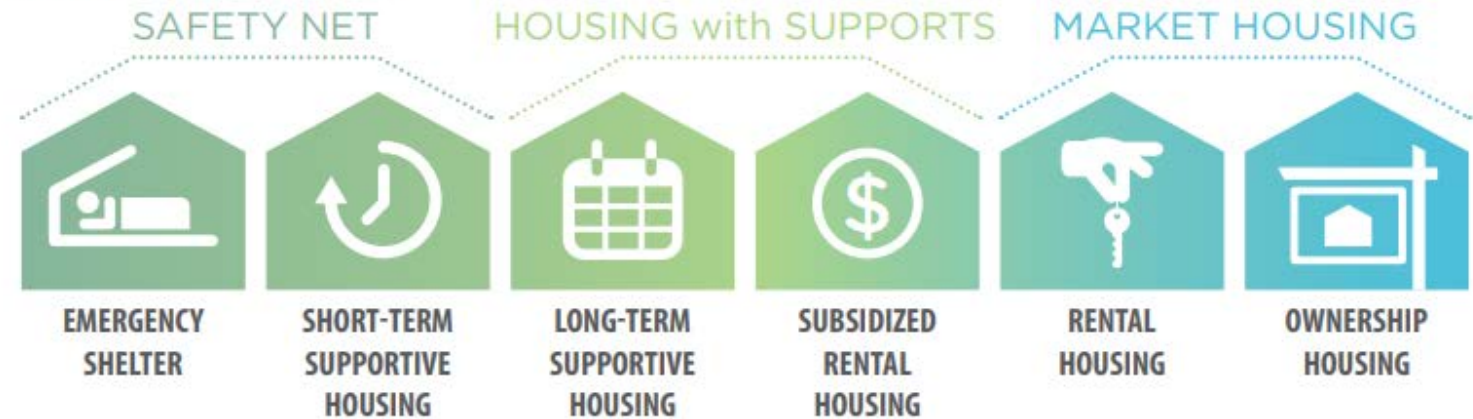 SAFETY NET
HOUSING with SUPPORTS
MARKET HOUSING
$
EMERGENCY
SHELTER
SHORT-TERM
SUPPORTIVE
HOUSING
LONG-TERM
SUPPORTIVE
HOUSING
SUBSIDIZED
RENTAL
HOUSING
RENTAL
HOUSING
OWNERSHIP
HOUSING